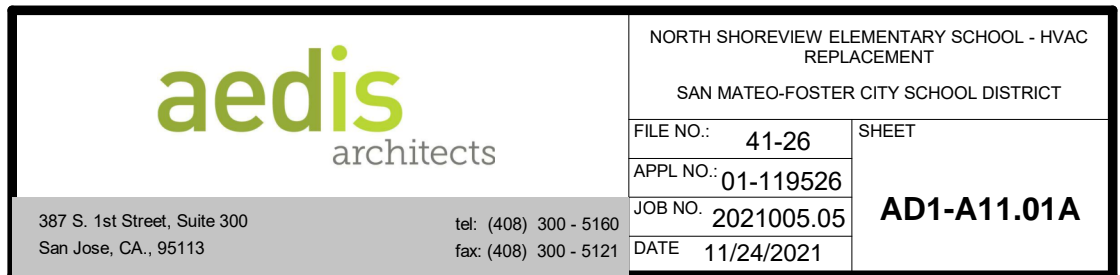 aedis
architects
387 S. 1st Street, Suite 300
San Jose, CA., 95113
tel: (408) 300 - 5160
fax: (408) 300 - 5121
NORTH SHOREVIEW ELEMENTARY SCHOOL - HVAC
REPLACEMENT
SAN MATEO-FOSTER CITY SCHOOL DISTRICT
FILE NO.: 41-26
APPL NO.: 01-119526
JOB NO. 2021005.05
DATE 11/24/2021
SHEET
AD1-A11.01A